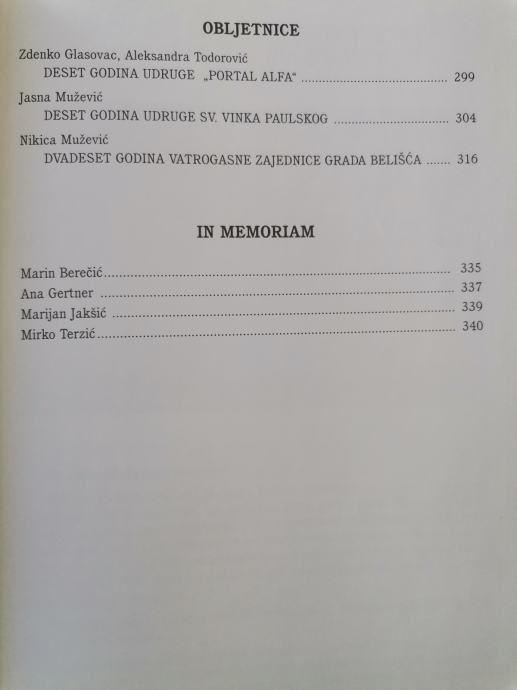 OBLJETNICE
Zdenko Glasovac, Aleksandra Todorović
DESET GODINA UDRUGE „PORTAL ALFA“ ........................................ 299
Jasna Mužević
DESET GODINA UDRUGE SV. VINKA PAULSKOG ................................ 304
Nikica Mužević
DVADESET GODINA VATROGASNE ZAJEDNICE GRADA BELIŠĆA ....... 316
IN MEMORIAM
Marin Berečić.................................................................................................. 335
Ana Gertner .................................................................................................... 337
Marijan Jakšić ................................................................................................. 339
Mirko Terzić.................................................................................................... 340